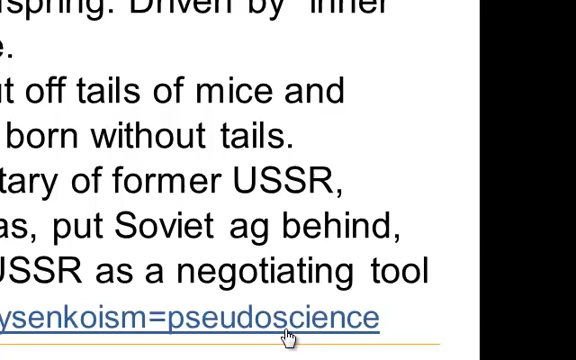 spring. Driven by "inner
e.
ut off tails of mice and
born without tails.
tary of former USSR,
as, put Soviet ag behind,
USSR as a negotiating tool
ysenkoism=pseudoscience